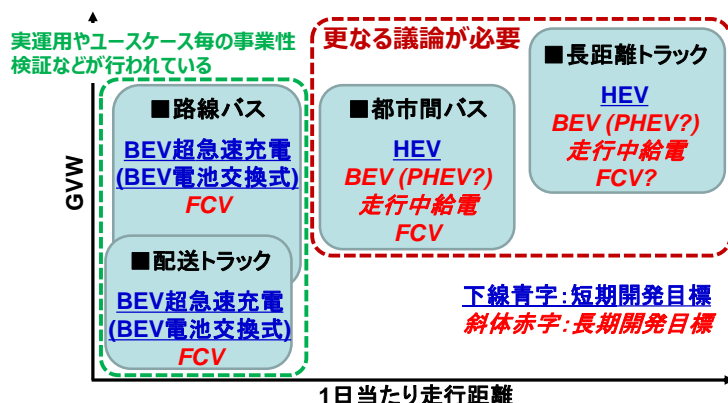 実運用やユースケース毎の事業性
検証などが行われている
更なる議論が必要
■路線バス
BEV超急速充電
(BEV電池交換式)
FCV
■配送トラック
BEV超急速充電
(BEV電池交換式)
FCV
■都市間バス
HEV
BEV (PHEV?)
走行中給電
FCV
■長距離トラック
HEV
BEV (PHEV?)
走行中給電
FCV?
下線青字:短期開発目標
斜体赤字:長期開発目標
GVW
1日当たり走行距離